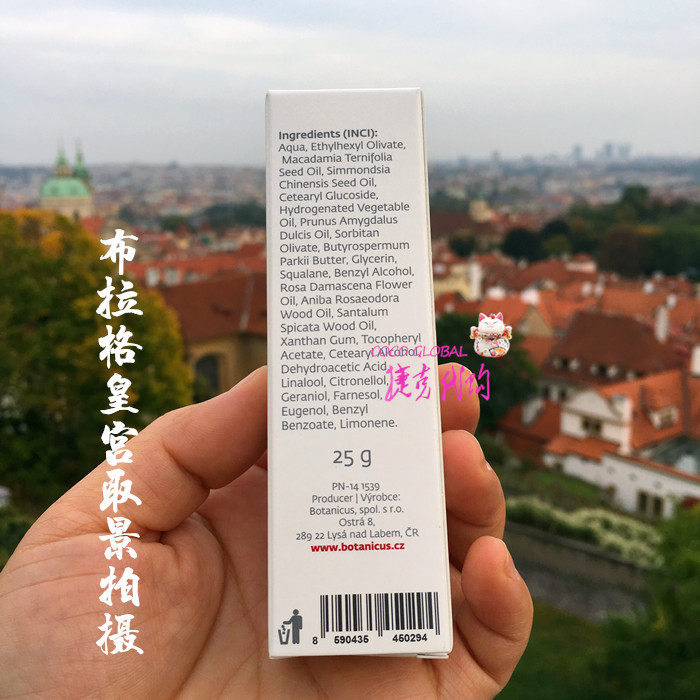 Ingredients (INCI):
Aqua, Ethylhexyl Olivate,
Macadamia Ternifolia
Seed Oil, Simmondsia
Chinensis Seed Oil,
Cetearyl Glucoside,
Hydrogenated Vegetable
Oil, Prunus Amygdalus
Dulcis Oil, Sorbitan
Olivate, Butyrospermum
Parkii Butter, Glycerin,
Squalane, Benzyl Alcohol,
Rosa Damascena Flower
Oil, Aniba Rosaeodora
Wood Oil, Santalum
Spicata Wood Oil,
Xanthan Gum, Tocopheryl
Acetate, Cetearyl Alcohol,
Dehydroacetic Acid,
Linalool, Citronellol,
Geraniol, Farnesol,
Eugenol, Benzyl
Benzoate, Limonene.
25 g
PN-14 1539
Producer | Výrobce:
Botanicus, spol. s r.o.
Ostrá 8,
289 22 Lysá nad Labem, ČR
www.botanicus.cz
8 590436 450294
布拉格皇宫取景拍摄
COCO GLOBAL
捷克